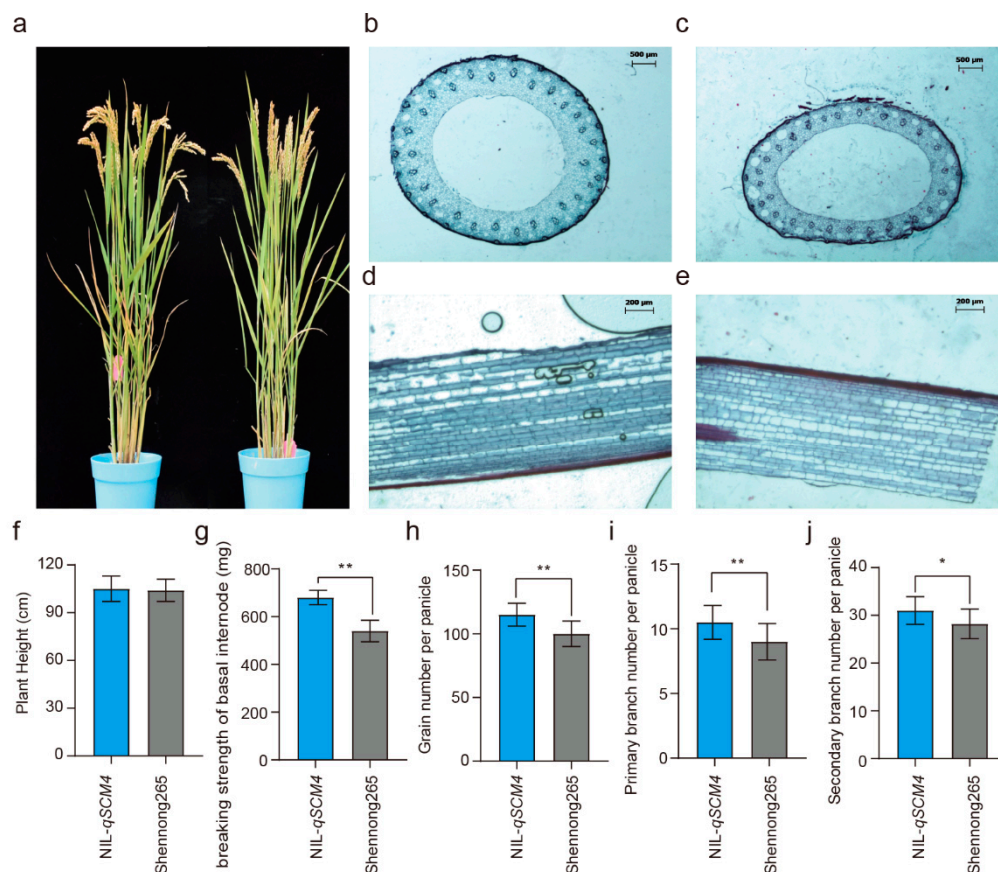 a
b
c
500 μm
500 μm
d
e
200 μm
200 μm
f
g
h
i
j
Plant Height (cm)
120
90
60
30
0
NIL-qSCM4
Shennong265
breaking strength of basal internode (mg)
800
600
400
200
0
**
NIL-qSCM4
Shennong265
Grain number per panicle
150
100
50
0
**
NIL-qSCM4
Shennong265
Primary branch number per panicle
15
10
5
0
**
NIL-qSCM4
Shennong265
Secondary branch number per panicle
40
30
20
10
0
*
NIL-qSCM4
Shennong265